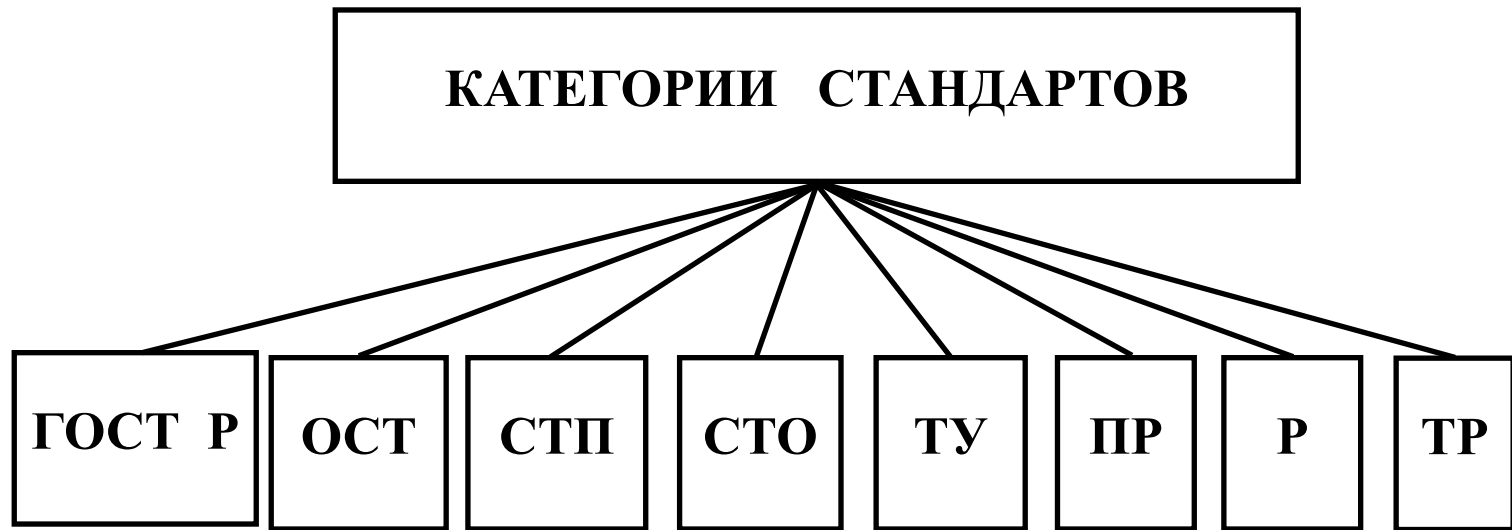 КАТЕГОРИИ СТАНДАРТОВ
ГОСТ Р ОСТ СТП СТО ТУ ПР Р ТР